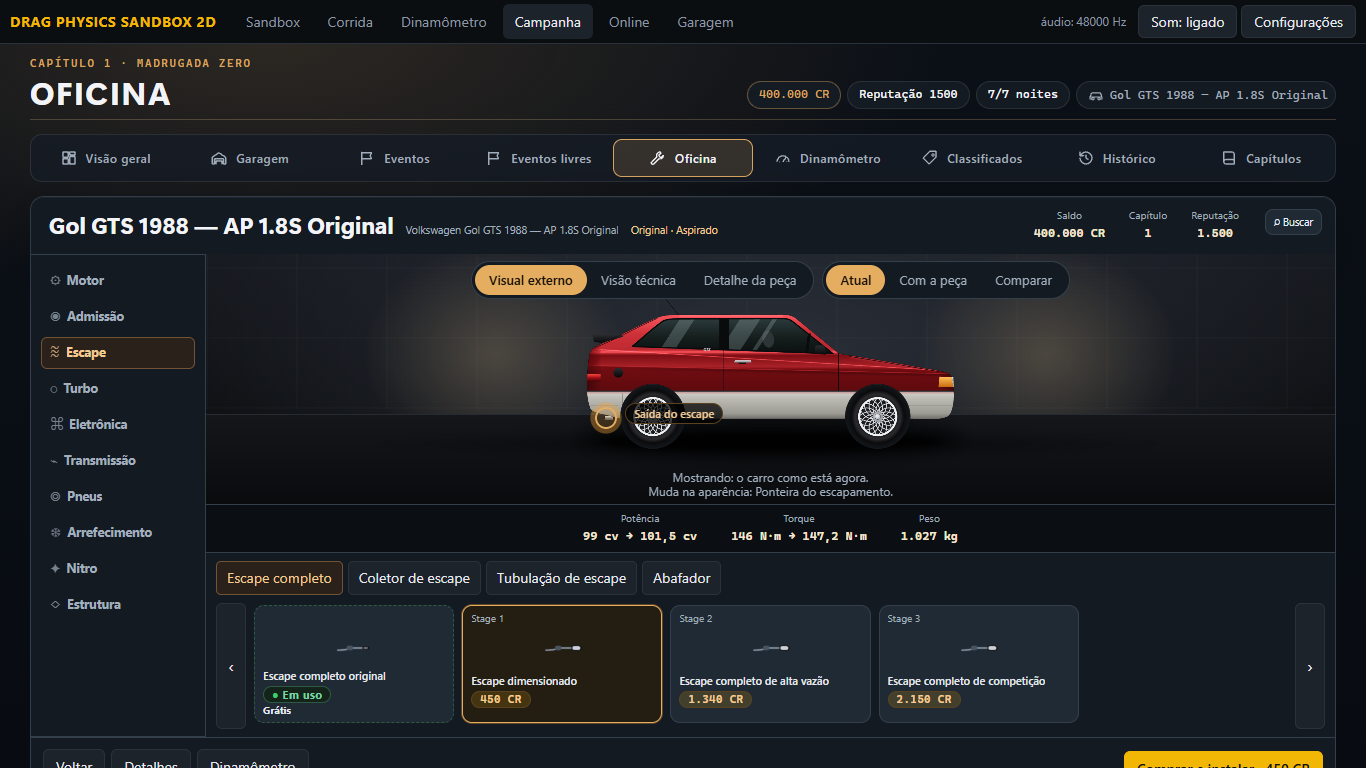 DRAG PHYSICS SANDBOX 2D Sandbox Corrida Dinamômetro Campanha Online Garagem áudio: 48000 Hz Som: ligado Configurações
CAPÍTULO 1 · MADRUGADA ZERO
OFICINA
400.000 CR Reputação 1500 7/7 noites Gol GTS 1988 — AP 1.8S Original
Visão geral Garagem Eventos Eventos livres Oficina Dinamômetro Classificados Histórico Capítulos
Gol GTS 1988 — AP 1.8S Original Volkswagen Gol GTS 1988 — AP 1.8S Original Original · Aspirado
Saldo Capítulo Reputação
400.000 CR 1 1.500
Buscar
Motor
Admissão
Escape
Turbo
Eletrônica
Transmissão
Pneus
Arrefecimento
Nitro
Estrutura
Visual externo Visão técnica Detalhe da peça Atual Com a peça Comparar
Saída do escape
Mostrando: o carro como está agora.
Muda na aparência: Ponteira do escapamento.
Potência Torque Peso
99 cv → 101,5 cv 146 N·m → 147,2 N·m 1.027 kg
Escape completo Coletor de escape Tubulação de escape Abafador
‹
Escape completo original
Em uso
Grátis
Stage 1
Escape dimensionado
450 CR
Stage 2
Escape completo de alta vazão
1.340 CR
Stage 3
Escape completo de competição
2.150 CR
›
Voltar Detalhes Dinamômetro Comprar e instalar · 450 CR